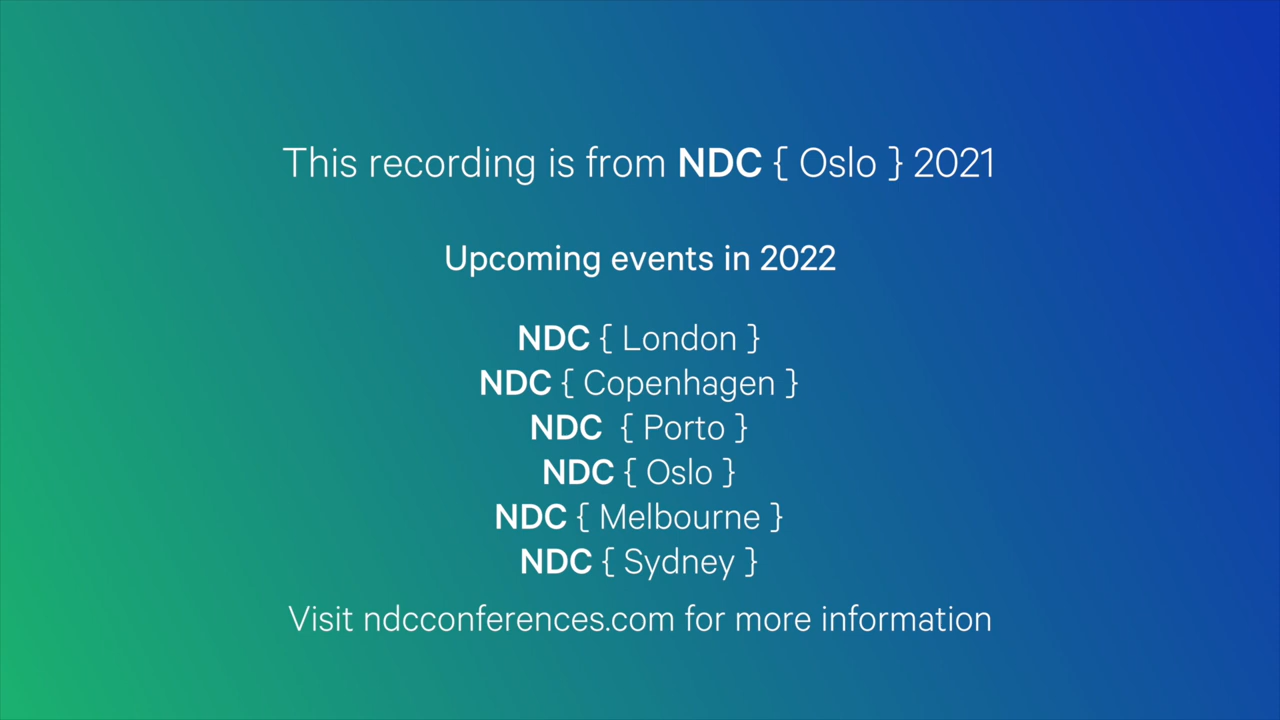 This recording is from NDC { Oslo } 2021
Upcoming events in 2022
NDC { London }
NDC { Copenhagen }
NDC { Porto }
NDC { Oslo }
NDC { Melbourne }
NDC { Sydney }
Visit ndcconferences.com for more information